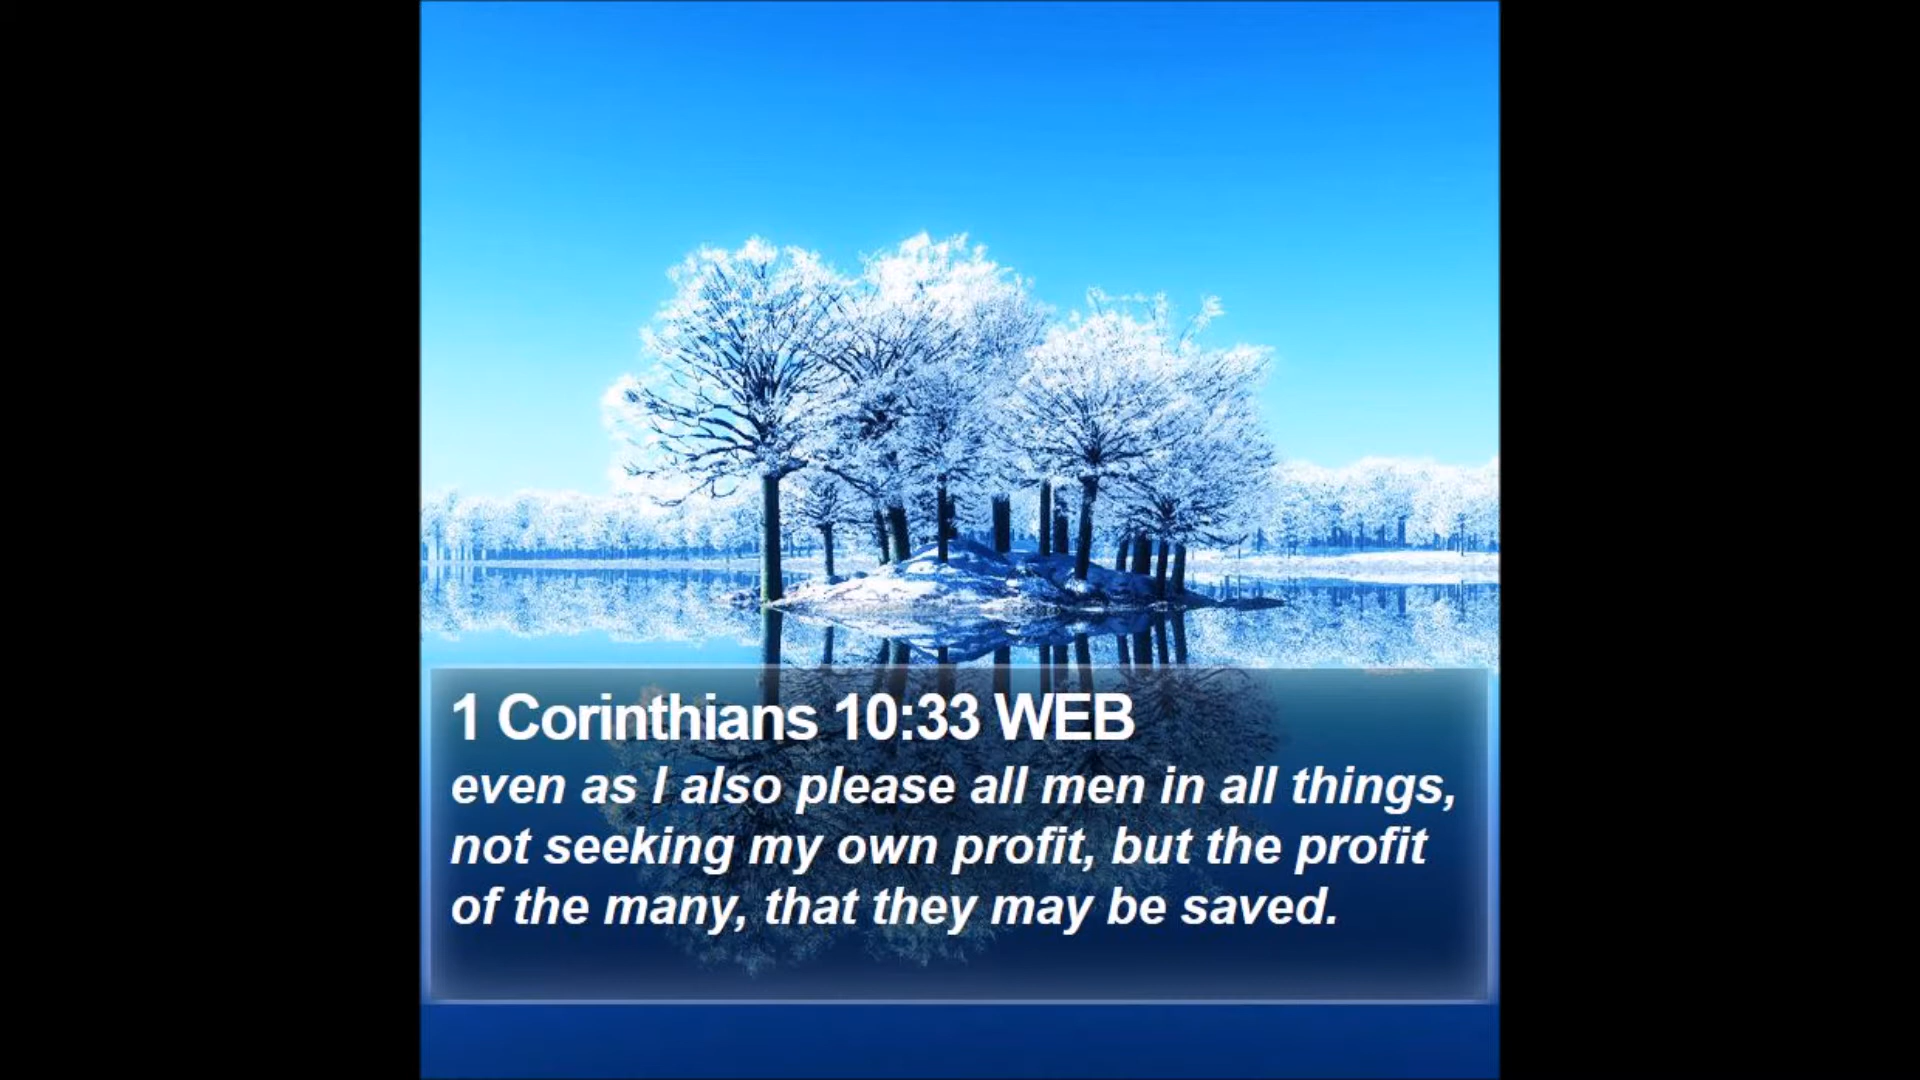 1 Corinthians 10:33 WEB
even as I also please all men in all things,
not seeking my own profit, but the profit
of the many, that they may be saved.